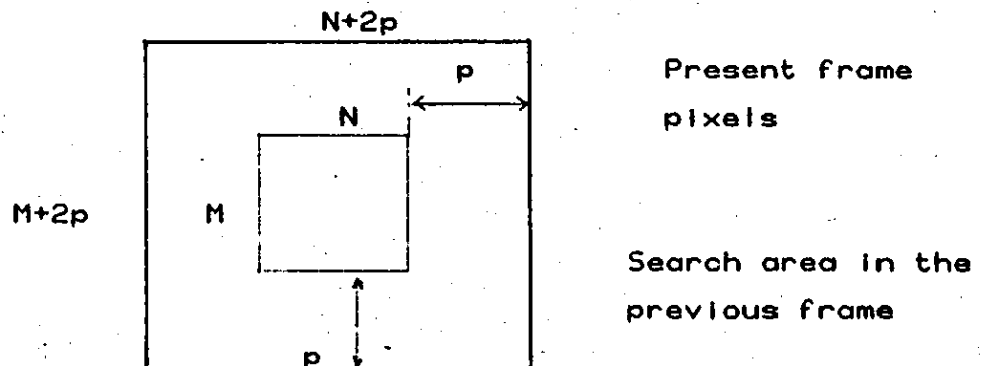 N+2p
p
Present frame
pixels
N
M+2p
M
Search area in the
previous frame
p